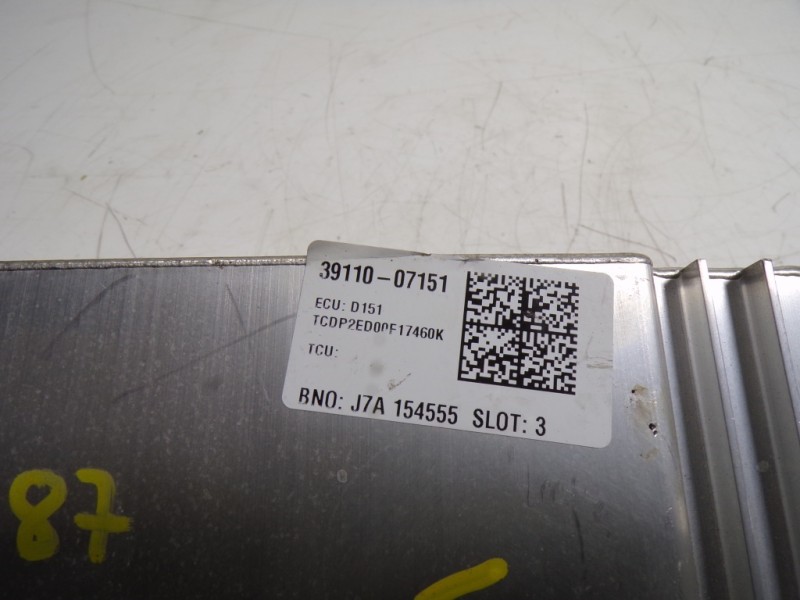 39110-07151
ECU: D151
TCDP2ED00F17460K
TCU:
BNO: J7A 154555 SLOT: 3
87